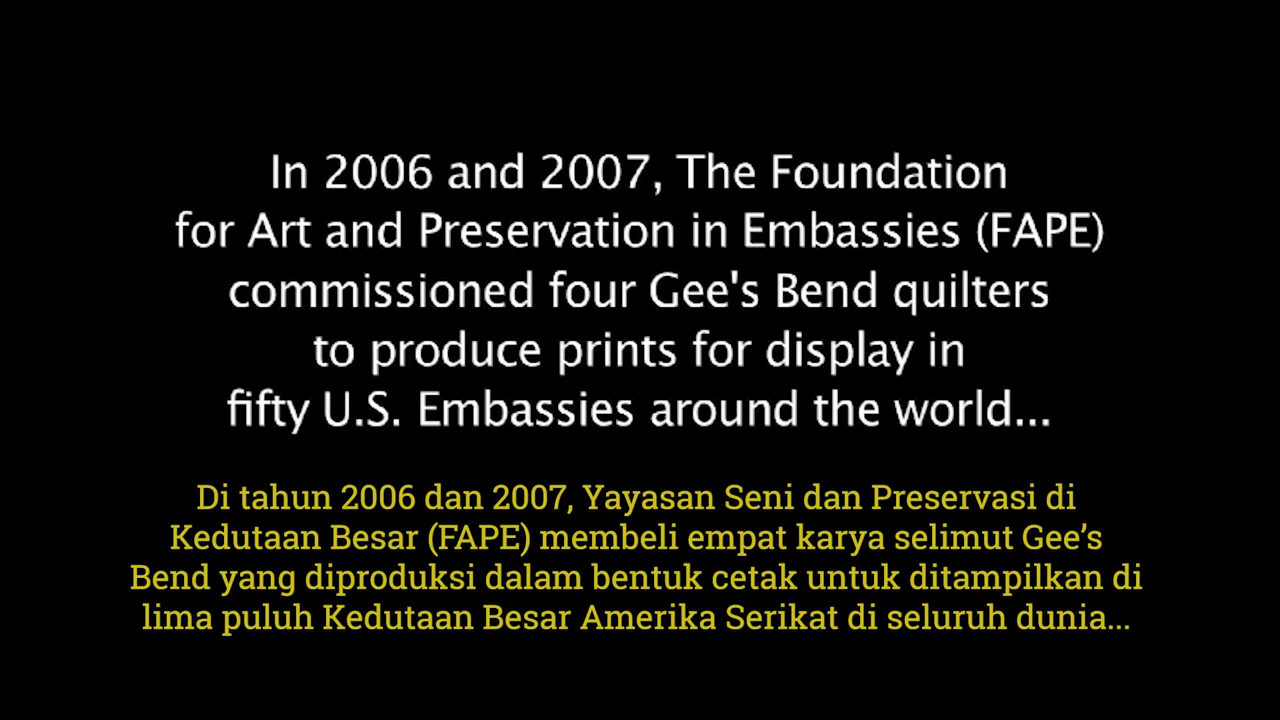 In 2006 and 2007, The Foundation
for Art and Preservation in Embassies (FAPE)
commissioned four Gee's Bend quilters
to produce prints for display in
fifty U.S. Embassies around the world...
Di tahun 2006 dan 2007, Yayasan Seni dan Preservasi di
Kedutaan Besar (FAPE) membeli empat karya selimut Gee’s
Bend yang diproduksi dalam bentuk cetak untuk ditampilkan di
lima puluh Kedutaan Besar Amerika Serikat di seluruh dunia...